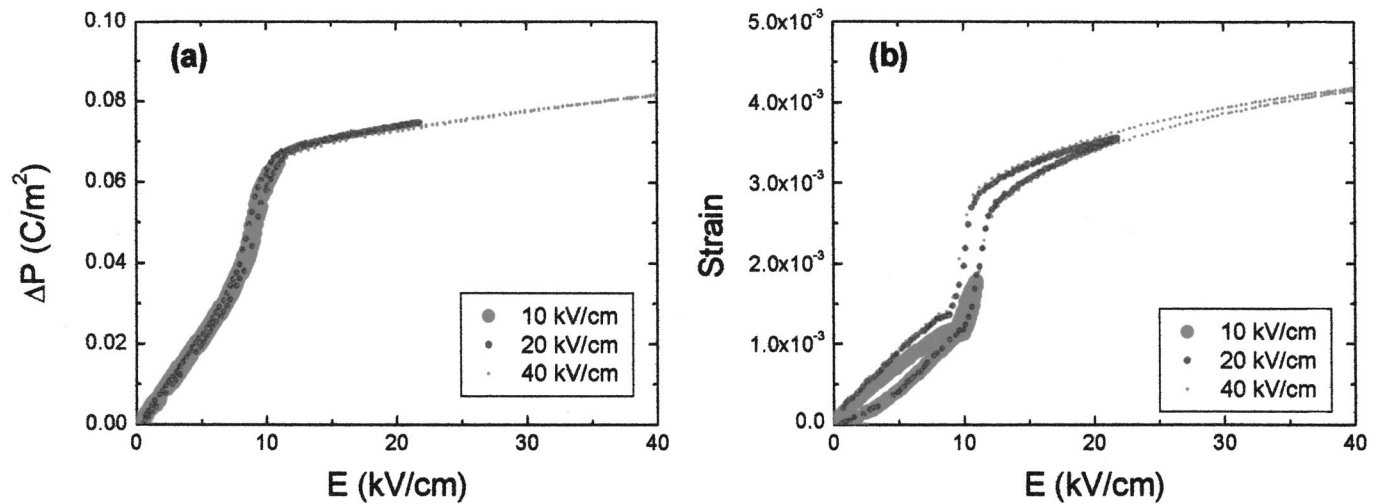 (a)
ΔP (C/m²)
0.10
0.08
0.06
0.04
0.02
0.00
0
10
20
30
40
E (kV/cm)
10 kV/cm
20 kV/cm
40 kV/cm
(b)
Strain
5.0x10⁻³
4.0x10⁻³
3.0x10⁻³
2.0x10⁻³
1.0x10⁻³
0.0
0
10
20
30
40
E (kV/cm)
10 kV/cm
20 kV/cm
40 kV/cm